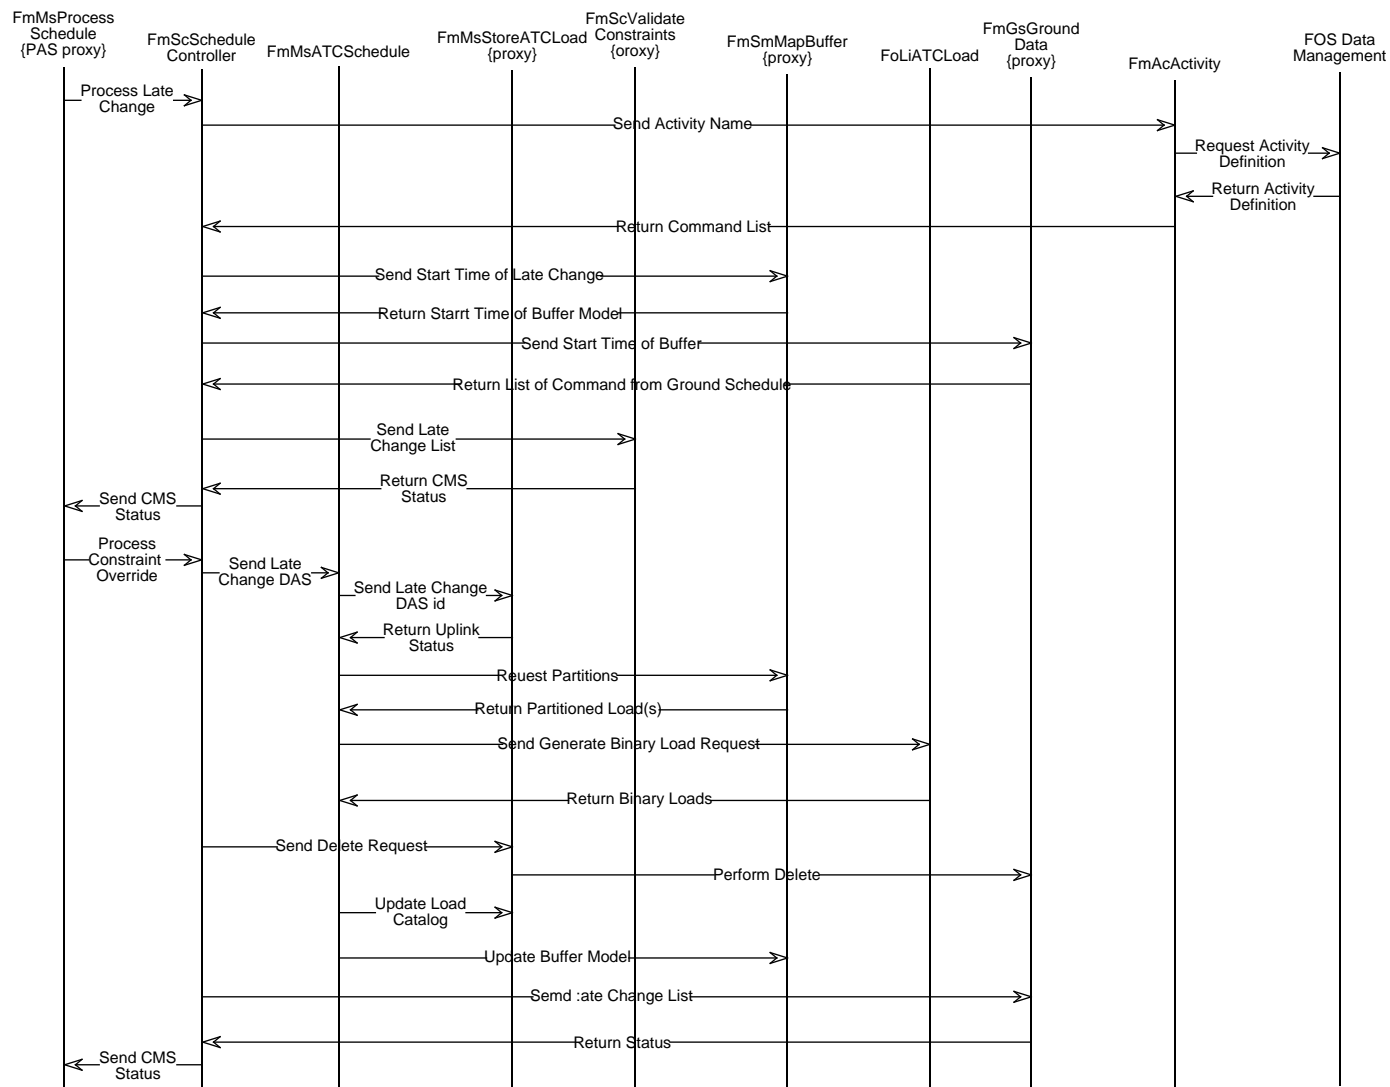 FmMsProcess
Schedule
{PAS proxy}
FmScSchedule
Controller
FmMsATCSchedule
FmMsStoreATCLoad
{proxy}
FmScValidate
Constraints
{oroxy}
FmSmMapBuffer
{proxy}
FoLiATCLoad
FmGsGround
Data
{proxy}
FmAcActivity
FOS Data
Management
Process Late
Change
Send Activity Name
Request Activity
Definition
Return Activity
Definition
Return Command List
Send Start Time of Late Change
Return Starrt Time of Buffer Model
Send Start Time of Buffer
Return List of Command from Ground Schedule
Send Late
Change List
Return CMS
Status
Send CMS
Status
Process
Constraint
Override
Send Late
Change DAS
Send Late Change
DAS id
Return Uplink
Status
Reuest Partitions
Return Partitioned Load(s)
Send Generate Binary Load Request
Return Binary Loads
Send Delete Request
Perform Delete
Update Load
Catalog
Update Buffer Model
Semd :ate Change List
Return Status
Send CMS
Status